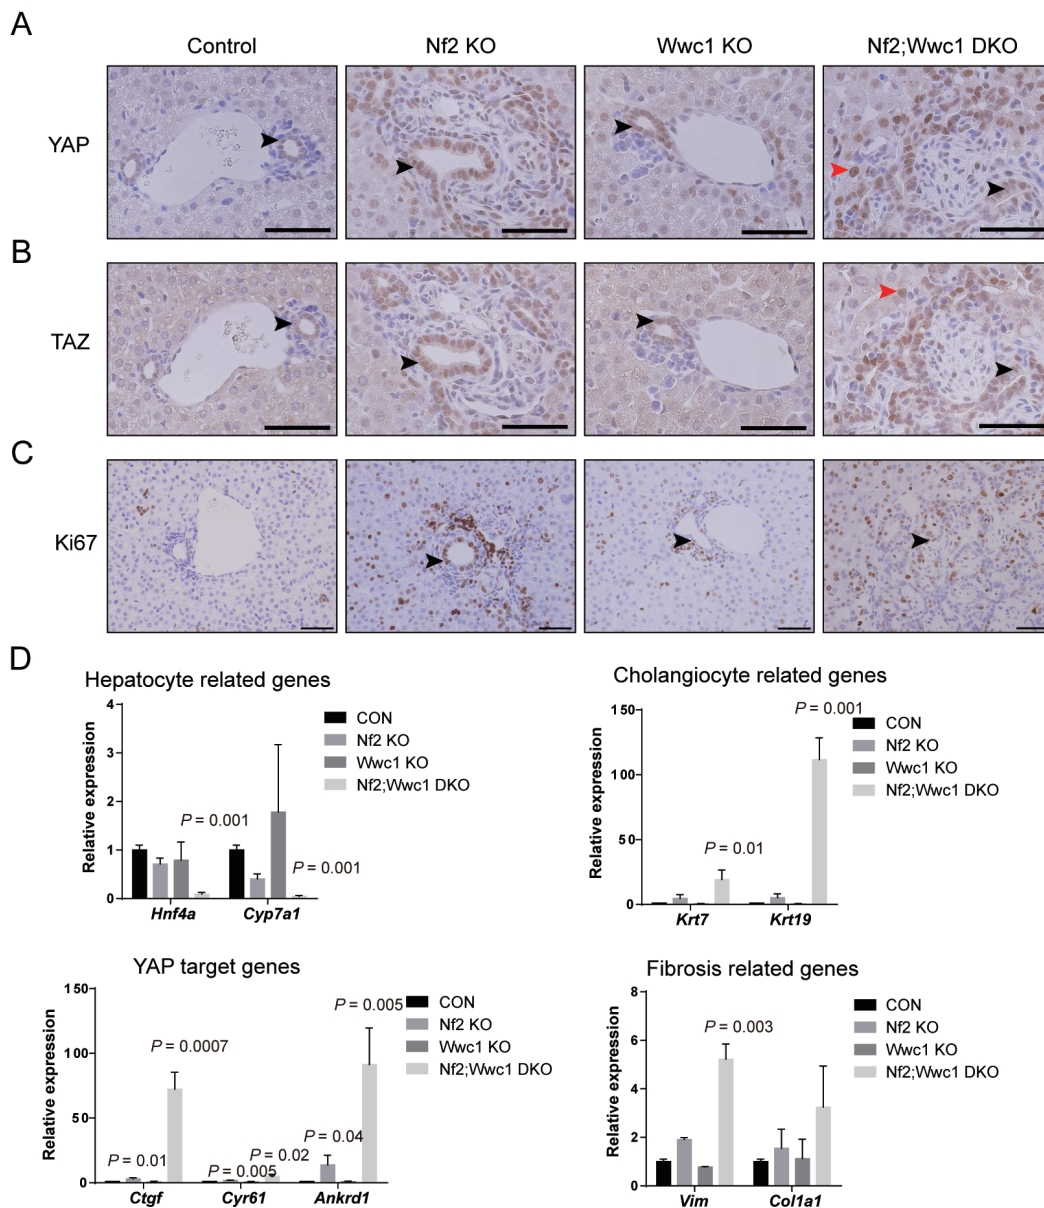 A
Control
Nf2 KO
Wwc1 KO
Nf2;Wwc1 DKO
YAP
B
TAZ
C
Ki67
D
Hepatocyte related genes
Relative expression
4
3
2
1
0
P = 0.001
P = 0.001
Hnf4a
Cyp7a1
CON
Nf2 KO
Wwc1 KO
Nf2;Wwc1 DKO
Cholangiocyte related genes
Relative expression
150
100
50
0
P = 0.01
P = 0.001
Krt7
Krt19
CON
Nf2 KO
Wwc1 KO
Nf2;Wwc1 DKO
YAP target genes
Relative expression
150
100
50
0
P = 0.01
P = 0.0007
P = 0.005
P = 0.02
P = 0.04
P = 0.005
Ctgf
Cyr61
Ankrd1
CON
Nf2 KO
Wwc1 KO
Nf2;Wwc1 DKO
Fibrosis related genes
Relative expression
8
6
4
2
0
P = 0.003
Vim
Col1a1
CON
Nf2 KO
Wwc1 KO
Nf2;Wwc1 DKO